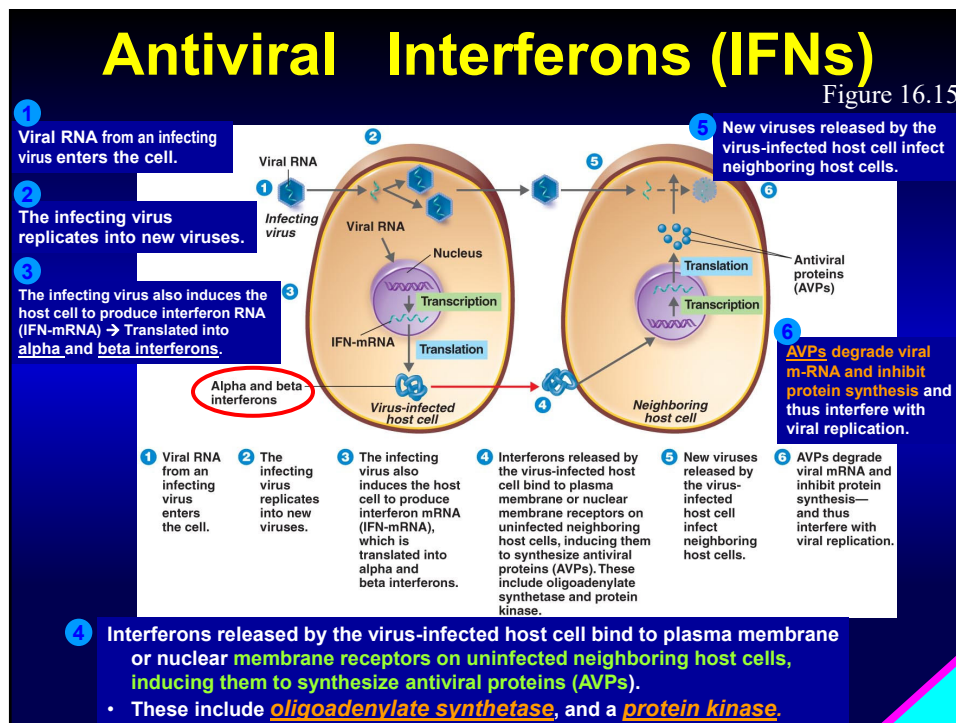 Antiviral Interferons (IFNs)
Figure 16.15
1
Viral RNA from an infecting
virus enters the cell.
2
The infecting virus
replicates into new viruses.
3
The infecting virus also induces the
host cell to produce interferon RNA
(IFN-mRNA) → Translated into
alpha and beta interferons.
5
New viruses released by the
virus-infected host cell infect
neighboring host cells.
6
AVPs degrade viral
m-RNA and inhibit
protein synthesis and
thus interfere with
viral replication.
2
Viral RNA
1
Infecting
virus
Viral RNA
Nucleus
3
Transcription
IFN-mRNA
Translation
Alpha and beta
interferons
Virus-infected
host cell
4
5
6
Antiviral
proteins
(AVPs)
Translation
Transcription
Neighboring
host cell
1 Viral RNA
from an
infecting
virus
enters
the cell.
2 The
infecting
virus
replicates
into new
viruses.
3 The infecting
virus also
induces the host
cell to produce
interferon mRNA
(IFN-mRNA),
which is
translated into
alpha and
beta interferons.
4 Interferons released by
the virus-infected host
cell bind to plasma
membrane or nuclear
membrane receptors on
uninfected neighboring
host cells, inducing them
to synthesize antiviral
proteins (AVPs). These
include oligoadenylate
synthetase and protein
kinase.
5 New viruses
released by
the virus-
infected
host cell
infect
neighboring
host cells.
6 AVPs degrade
viral mRNA and
inhibit protein
synthesis—
and thus
interfere with
viral replication.
4 Interferons released by the virus-infected host cell bind to plasma membrane
or nuclear membrane receptors on uninfected neighboring host cells,
inducing them to synthesize antiviral proteins (AVPs).
• These include oligoadenylate synthetase, and a protein kinase.